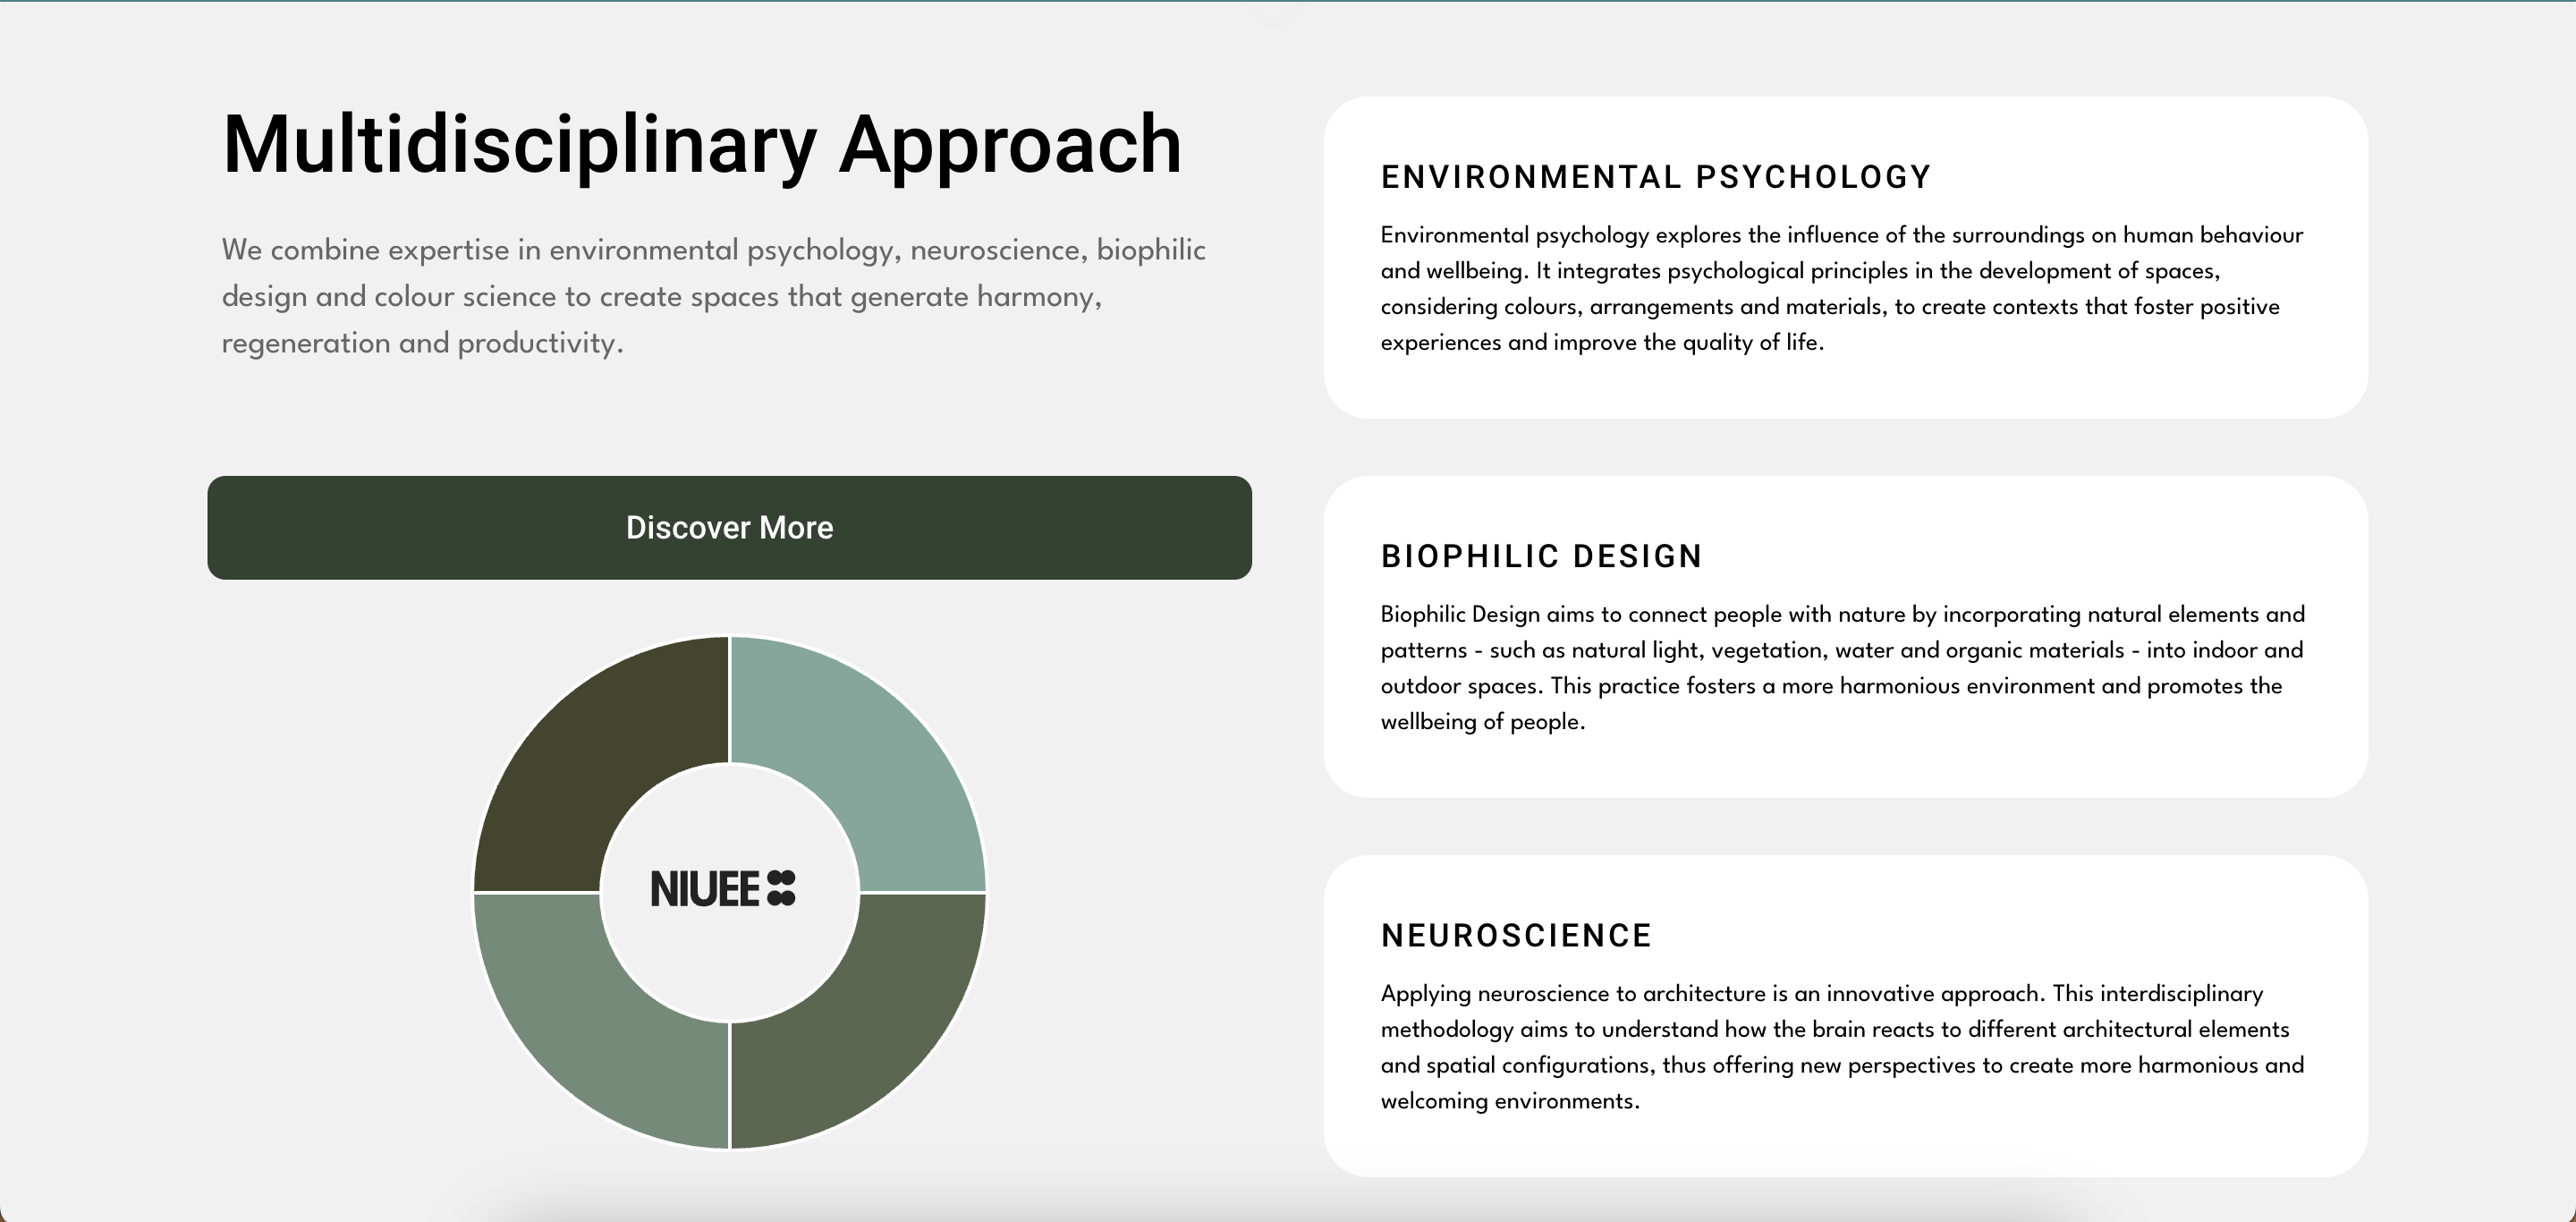 Multidisciplinary Approach
We combine expertise in environmental psychology, neuroscience, biophilic
design and colour science to create spaces that generate harmony,
regeneration and productivity.
Discover More
NIUEE
ENVIRONMENTAL PSYCHOLOGY
Environmental psychology explores the influence of the surroundings on human behaviour
and wellbeing. It integrates psychological principles in the development of spaces,
considering colours, arrangements and materials, to create contexts that foster positive
experiences and improve the quality of life.
BIOPHILIC DESIGN
Biophilic Design aims to connect people with nature by incorporating natural elements and
patterns - such as natural light, vegetation, water and organic materials - into indoor and
outdoor spaces. This practice fosters a more harmonious environment and promotes the
wellbeing of people.
NEUROSCIENCE
Applying neuroscience to architecture is an innovative approach. This interdisciplinary
methodology aims to understand how the brain reacts to different architectural elements
and spatial configurations, thus offering new perspectives to create more harmonious and
welcoming environments.